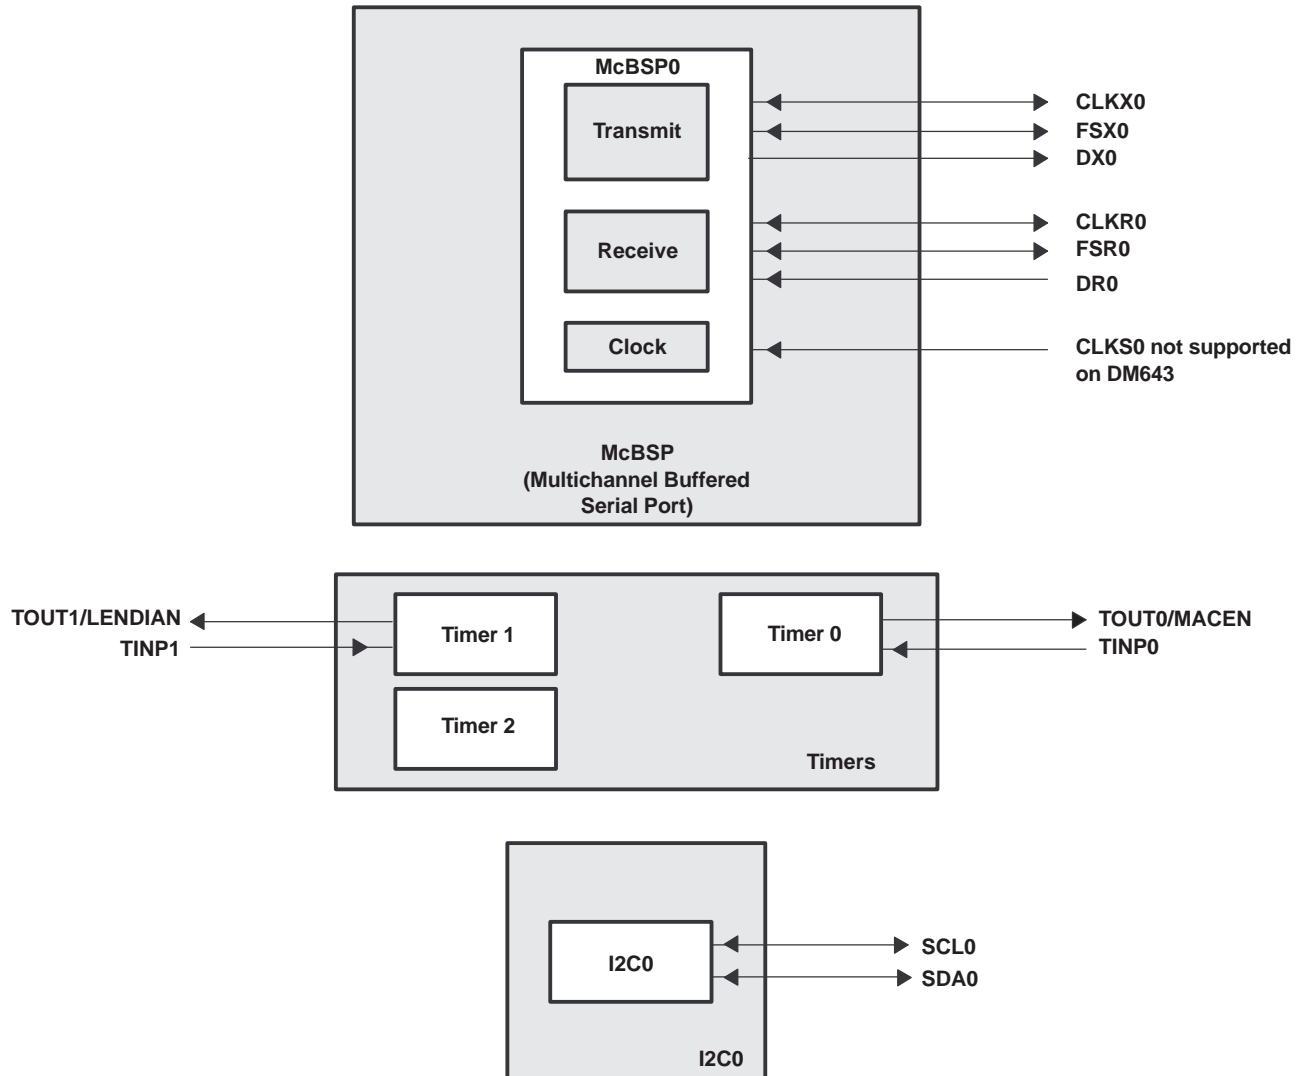 McBSP0
Transmit
CLKX0
FSX0
DX0
Receive
CLKR0
FSR0
DR0
Clock
CLKS0 not supported
on DM643
McBSP
(Multichannel Buffered
Serial Port)
TOUT1/LENDIAN
TINP1
Timer 1
Timer 0
TOUT0/MACEN
TINP0
Timer 2
Timers
I2C0
SCL0
SDA0
I2C0